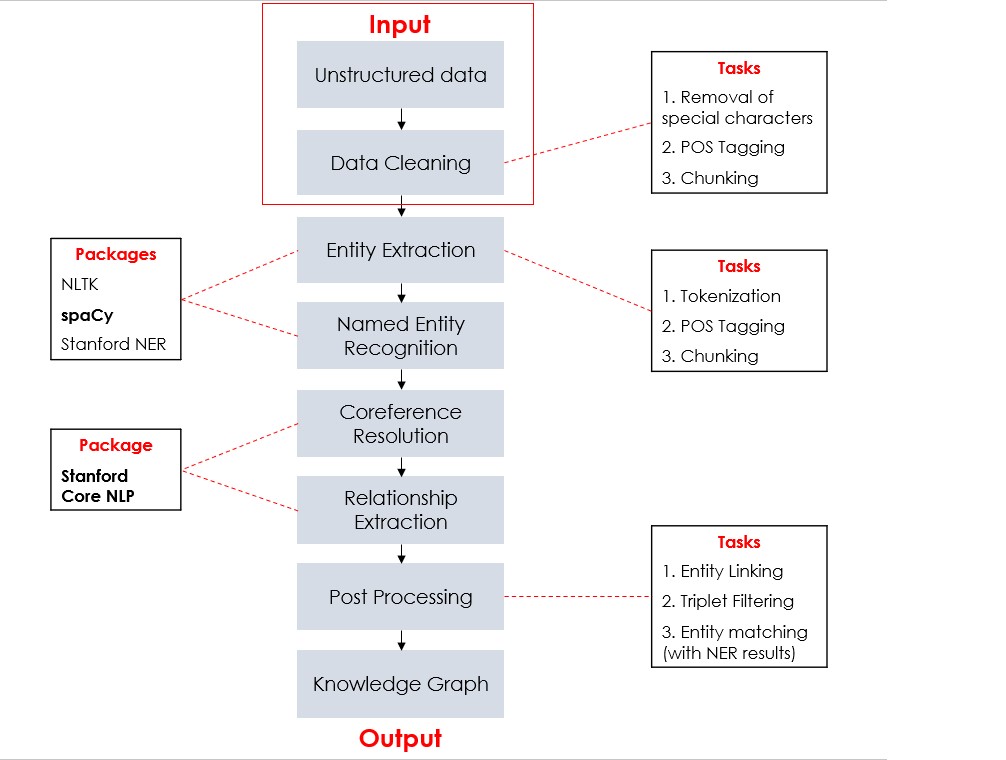 Input
Unstructured data
Data Cleaning
Tasks
1. Removal of
special characters
2. POS Tagging
3. Chunking
Entity Extraction
Packages
NLTK
spaCy
Stanford NER
Tasks
1. Tokenization
2. POS Tagging
3. Chunking
Named Entity
Recognition
Coreference
Resolution
Package
Stanford
Core NLP
Relationship
Extraction
Post Processing
Tasks
1. Entity Linking
2. Triplet Filtering
3. Entity matching
(with NER results)
Knowledge Graph
Output